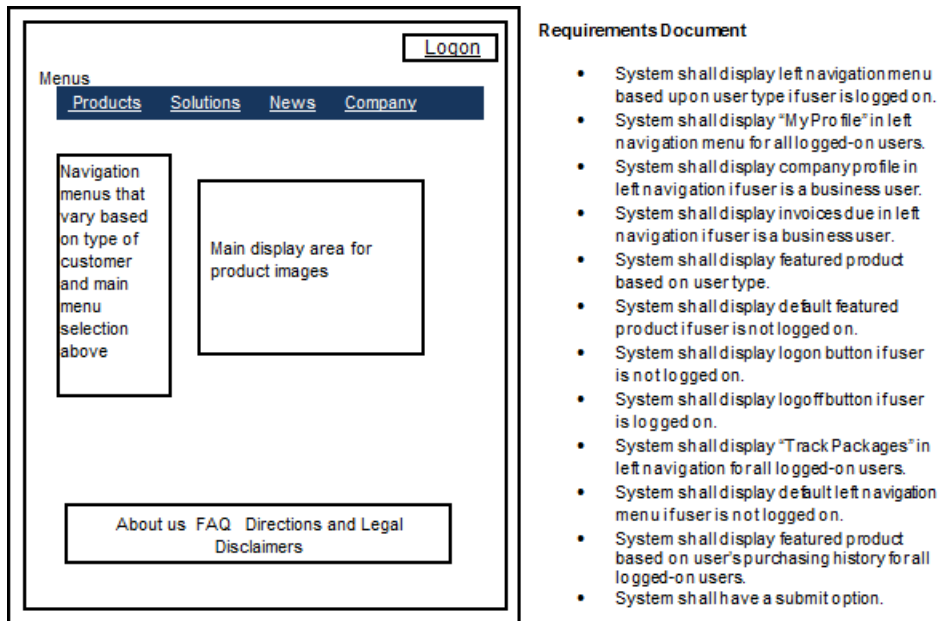 Logon
Menus
Products Solutions News Company
Navigation
menus that
vary based
on type of
customer
and main
menu
selection
above
Main display area for
product images
About us FAQ Directions and Legal
Disclaimers
Requirements Document
• System shall display left navigation menu
based upon user type if user is logged on.
• System shall display “My Profile” in left
navigation menu for all logged-on users.
• System shall display company profile in
left navigation if user is a business user.
• System shall display invoices due in left
navigation if user is a business user.
• System shall display featured product
based on user type.
• System shall display default featured
product if user is not logged on.
• System shall display logon button if user
is not logged on.
• System shall display logoff button if user
is logged on.
• System shall display “Track Packages” in
left navigation for all logged-on users.
• System shall display default left navigation
menu if user is not logged on.
• System shall display featured product
based on user's purchasing history for all
logged-on users.
• System shall have a submit option.